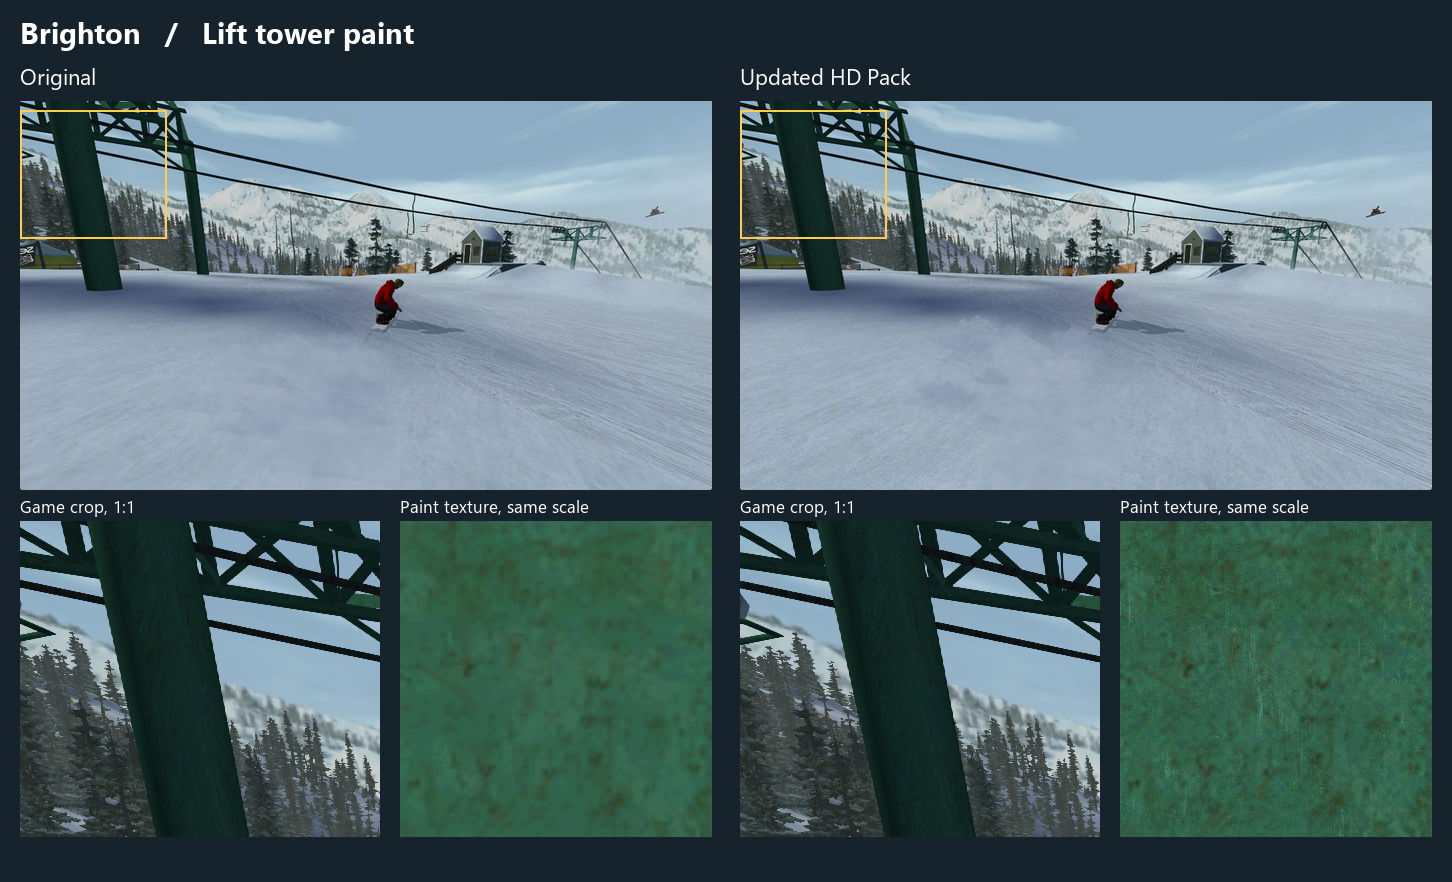 Brighton / Lift tower paint
Original
Updated HD Pack
Game crop, 1:1
Paint texture, same scale
Game crop, 1:1
Paint texture, same scale